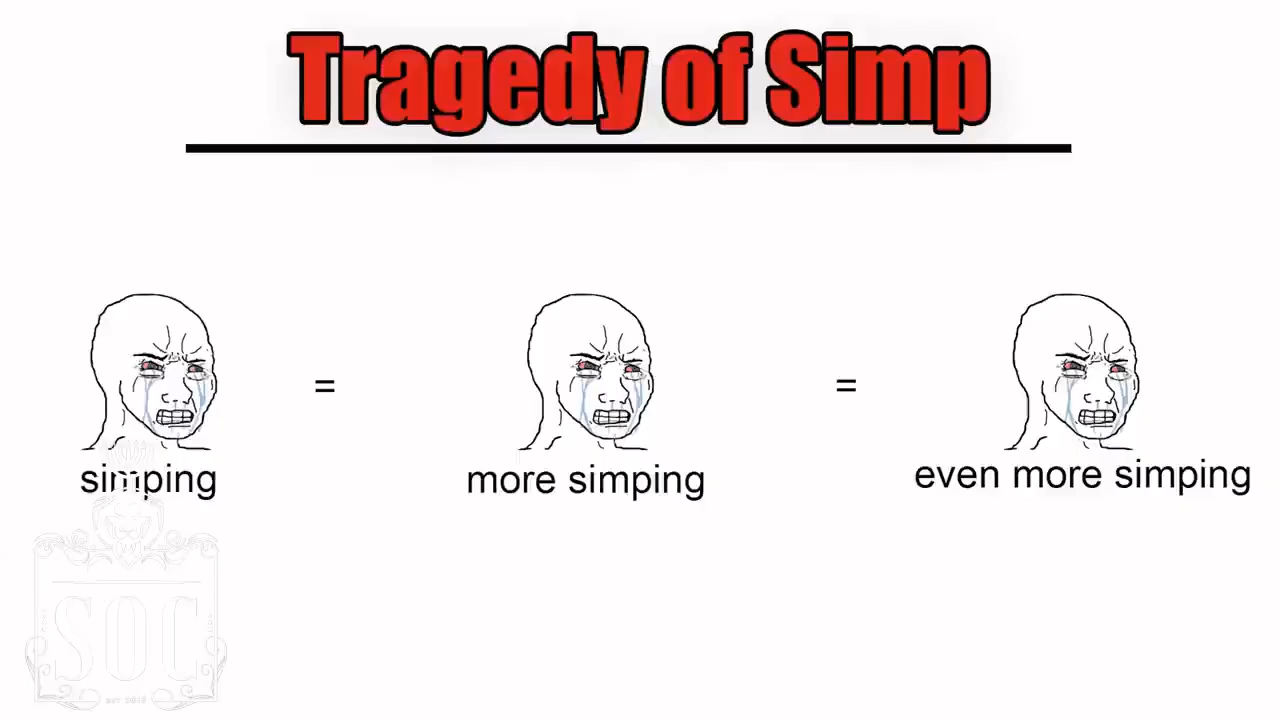 Tragedy of Simp
= =
simping more simping even more simping
SOC